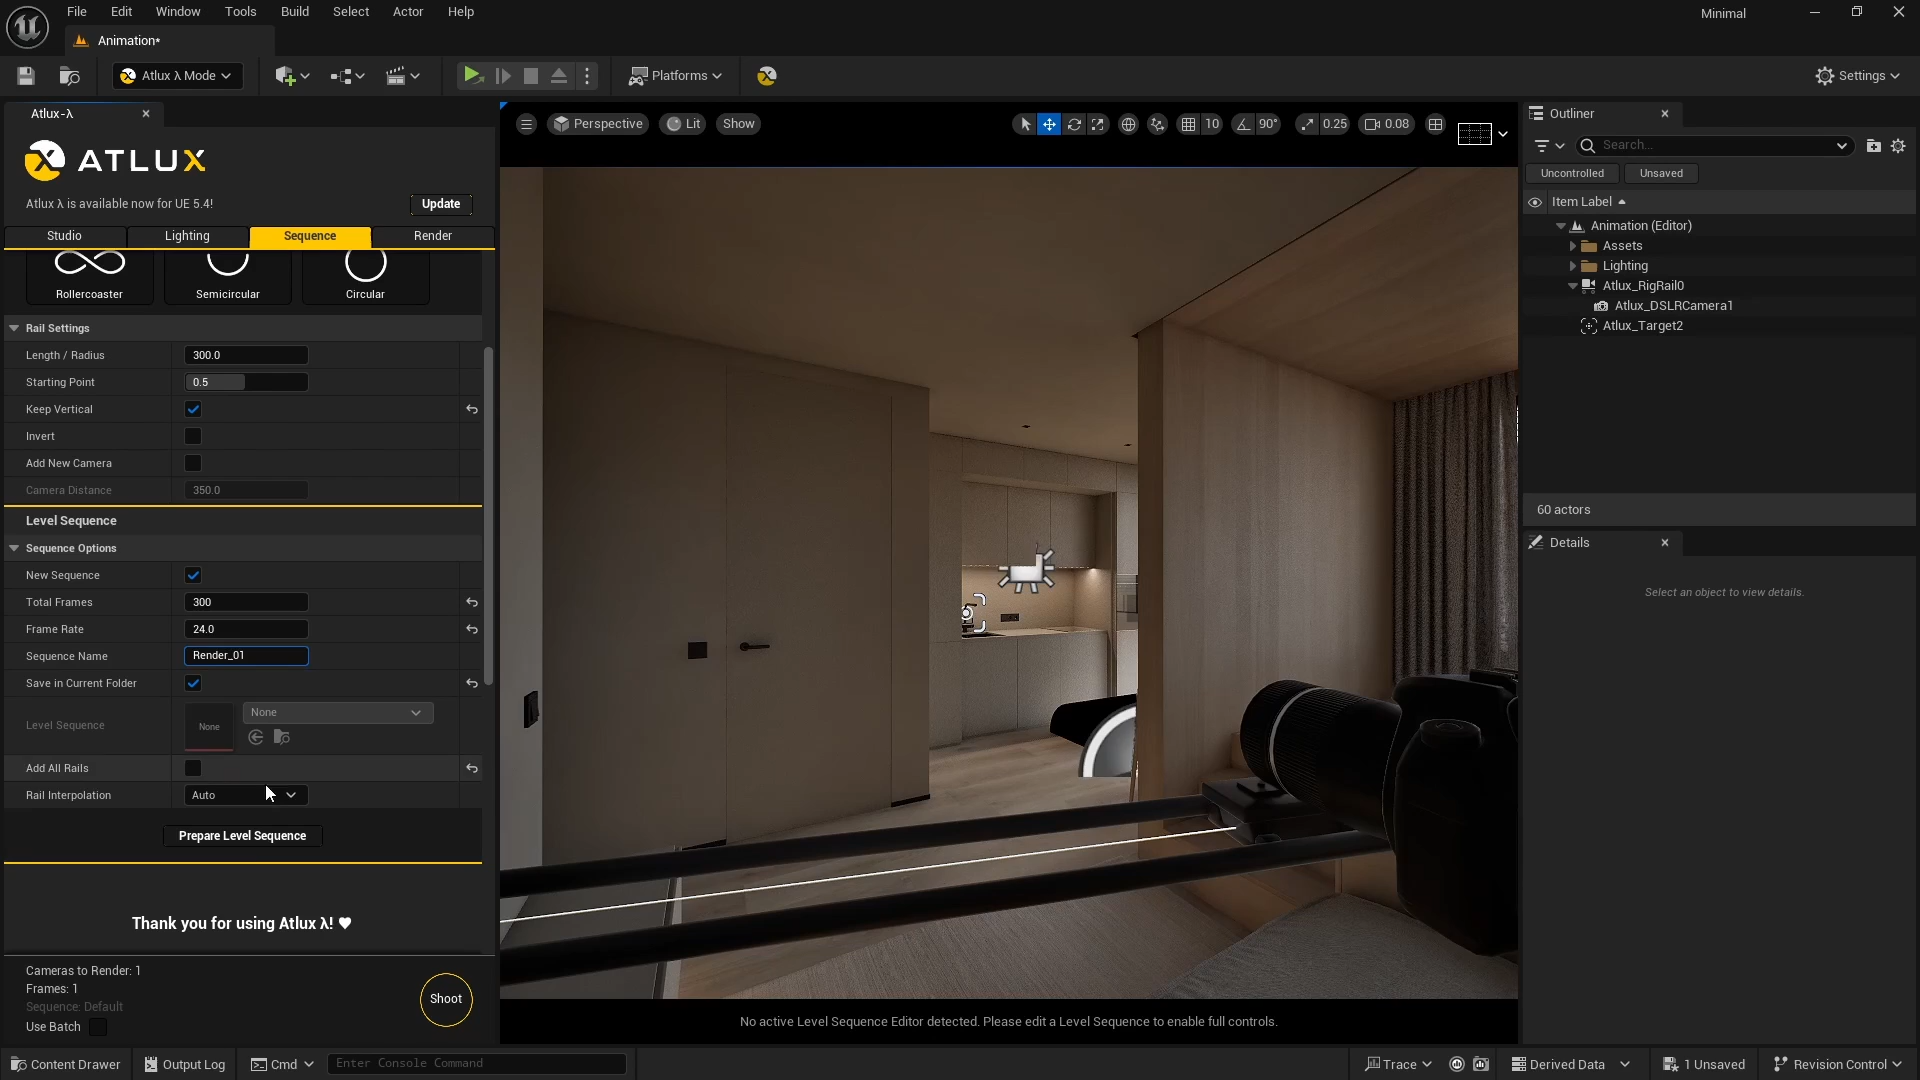 File Edit Window Tools Build Select Actor Help
Minimal
Animation*
Atlux λ Mode
Platforms
Settings
Atlux-λ
ATLUX
Atlux λ is available now for UE 5.4!
Update
Studio Lighting Sequence Render
Rollercoaster Semicircular Circular
Rail Settings
Length / Radius 300.0
Starting Point 0.5
Keep Vertical
Invert
Add New Camera
Camera Distance 350.0
Level Sequence
Sequence Options
New Sequence
Total Frames 300
Frame Rate 24.0
Sequence Name Render_01
Save in Current Folder
Level Sequence None None
Add All Rails
Rail Interpolation Auto
Prepare Level Sequence
Thank you for using Atlux λ! ♥
Cameras to Render: 1
Frames: 1
Sequence: Default
Use Batch
Shoot
Perspective Lit Show
10 90° 0.25 0.08
No active Level Sequence Editor detected. Please edit a Level Sequence to enable full controls.
Outliner
Search...
Uncontrolled Unsaved
Item Label
Animation (Editor)
Assets
Lighting
Atlux_RigRail0
Atlux_DSLRCamera1
Atlux_Target2
60 actors
Details
Select an object to view details.
Content Drawer Output Log Cmd Enter Console Command
Trace Derived Data 1 Unsaved Revision Control